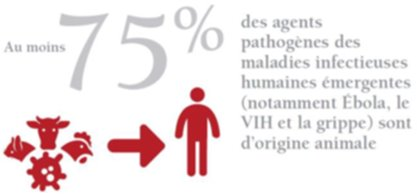 Au moins 75%
des agents
pathogènes des
maladies infectieuses
humaines émergentes
(notamment Ébola, le
VIH et la grippe) sont
d'origine animale